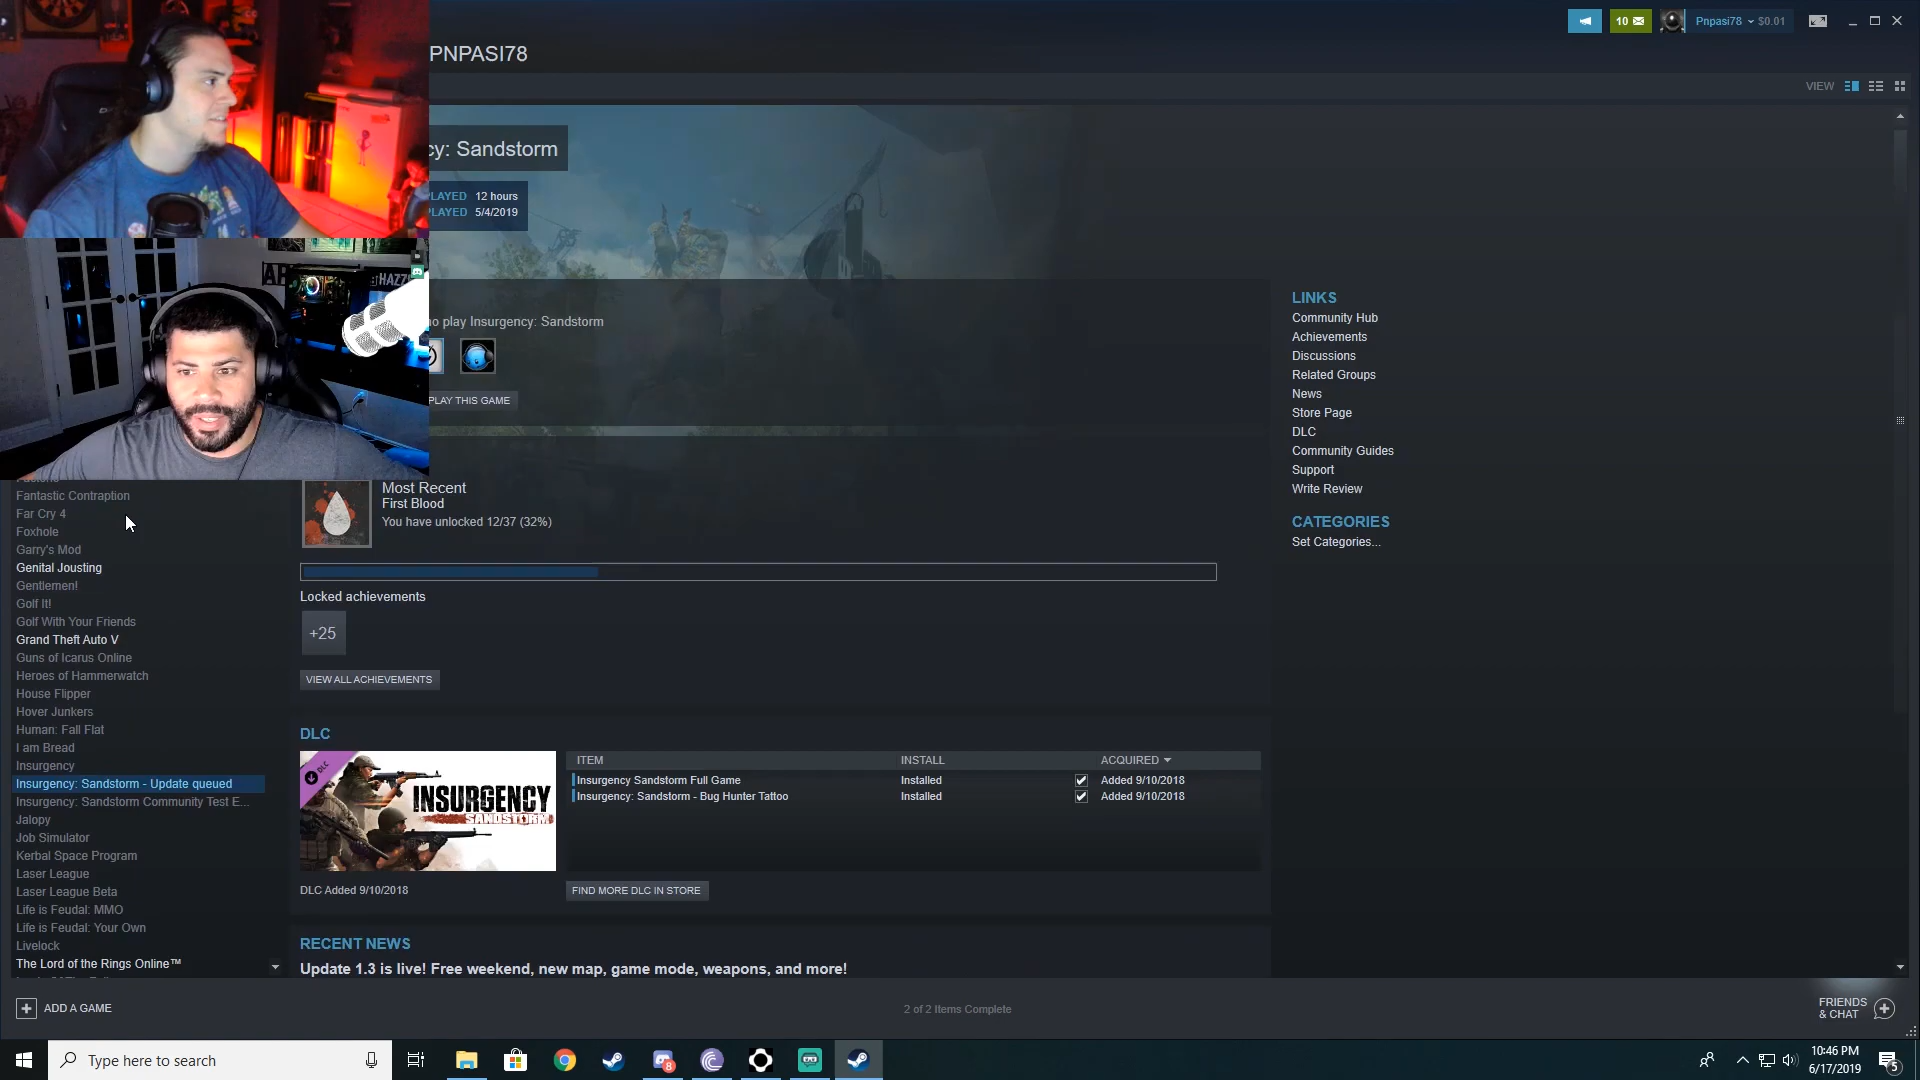 10
Pnpasi78
$0.01
PNPASI78
VIEW
cy: Sandstorm
LAYED 12 hours
PLAYED 5/4/2019
HAZZ
o play Insurgency: Sandstorm
PLAY THIS GAME
LINKS
Community Hub
Achievements
Discussions
Related Groups
News
Store Page
DLC
Community Guides
Support
Write Review
CATEGORIES
Set Categories...
Fantastic Contraption
Far Cry 4
Foxhole
Garry's Mod
Genital Jousting
Gentlemen!
Golf It!
Golf With Your Friends
Grand Theft Auto V
Guns of Icarus Online
Heroes of Hammerwatch
House Flipper
Hover Junkers
Human: Fall Flat
I am Bread
Insurgency
Insurgency: Sandstorm - Update queued
Insurgency: Sandstorm Community Test E...
Jalopy
Job Simulator
Kerbal Space Program
Laser League
Laser League Beta
Life is Feudal: MMO
Life is Feudal: Your Own
Livelock
The Lord of the Rings Online™
Most Recent
First Blood
You have unlocked 12/37 (32%)
Locked achievements
+25
VIEW ALL ACHIEVEMENTS
DLC
DLC
INSURGENCY
SANDSTORM
DLC Added 9/10/2018
ITEM INSTALL ACQUIRED
Insurgency Sandstorm Full Game Installed Added 9/10/2018
Insurgency: Sandstorm - Bug Hunter Tattoo Installed Added 9/10/2018
FIND MORE DLC IN STORE
RECENT NEWS
Update 1.3 is live! Free weekend, new map, game mode, weapons, and more!
ADD A GAME
2 of 2 Items Complete
FRIENDS
& CHAT
Type here to search
8
10:46 PM
6/17/2019
5